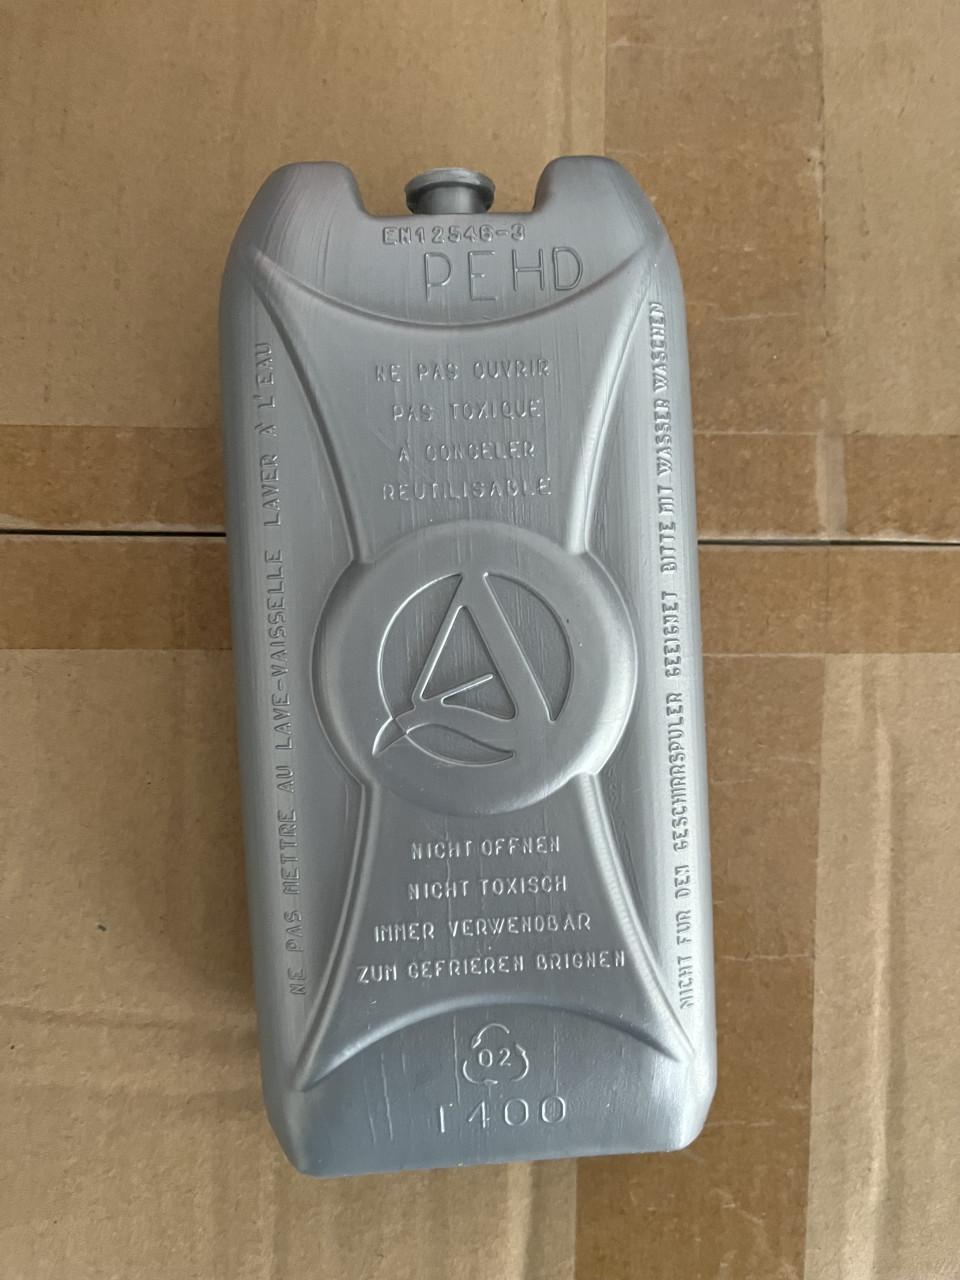 EN12546-3
PEHD
NE PAS OUVRIR
PAS TOXIQUE
A CONGELER
REUTILISABLE
NE PAS METTRE AU LAVE-VAISSELLE LAVER À L'EAU
NICHT FUR DEN GESCHIRRSPULER GEEIGNET BITTE MIT WASSER WASCHEN
NICHT OFFNEN
NICHT TOXISCH
IMMER VERWENDBAR
ZUM GEFRIEREN BRIGNEN
02
T400